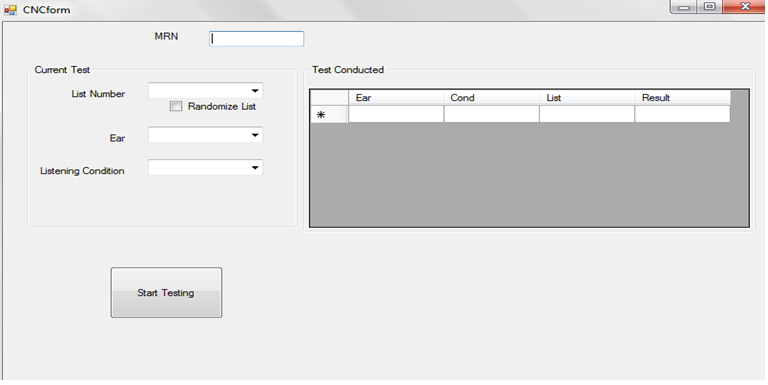 CNCform
MRN
Current Test
List Number
Randomize List
Ear
Listening Condition
Test Conducted
Ear Cond List Result
Start Testing